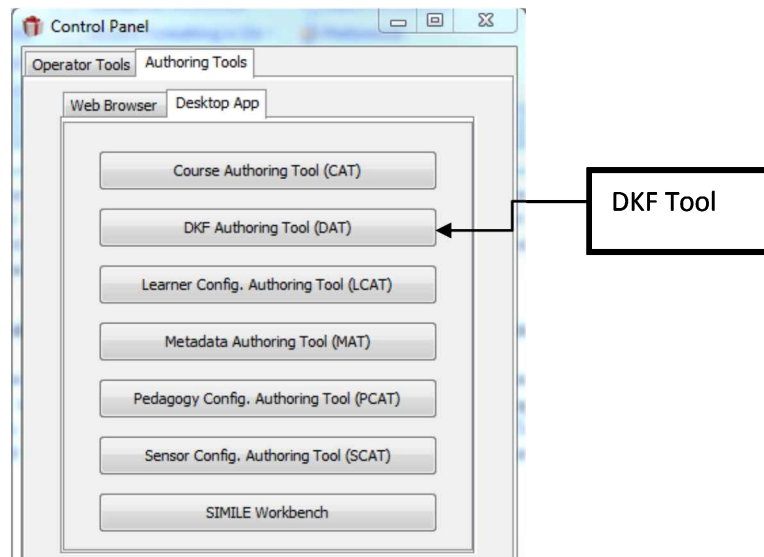 Control Panel
Operator Tools Authoring Tools
Web Browser Desktop App
Course Authoring Tool (CAT)
DKF Authoring Tool (DAT)
DKF Tool
Learner Config. Authoring Tool (LCAT)
Metadata Authoring Tool (MAT)
Pedagogy Config. Authoring Tool (PCAT)
Sensor Config. Authoring Tool (SCAT)
SIMILE Workbench